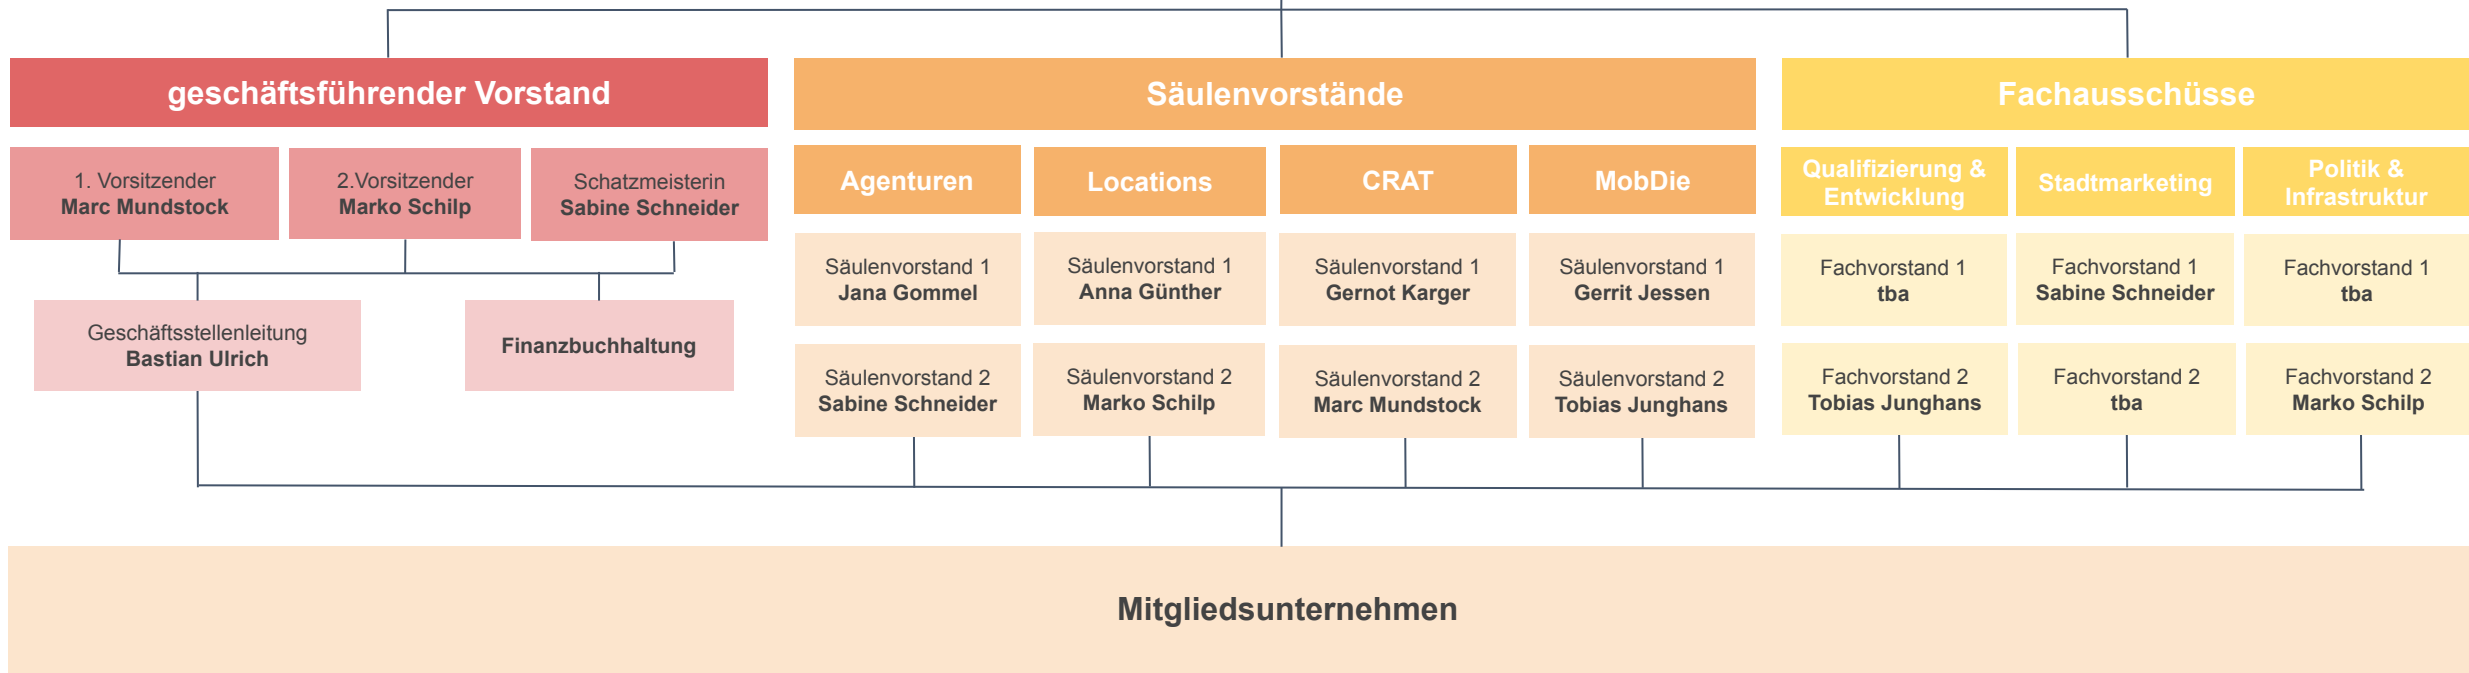 geschäftsführender Vorstand
1. Vorsitzender
Marc Mundstock
2.Vorsitzender
Marko Schilp
Schatzmeisterin
Sabine Schneider
Geschäftsstellenleitung
Bastian Ulrich
Finanzbuchhaltung
Säulenvorstände
Agenturen
Säulenvorstand 1
Jana Gommel
Säulenvorstand 2
Sabine Schneider
Locations
Säulenvorstand 1
Anna Günther
Säulenvorstand 2
Marko Schilp
CRAT
Säulenvorstand 1
Gernot Karger
Säulenvorstand 2
Marc Mundstock
MobDie
Säulenvorstand 1
Gerrit Jessen
Säulenvorstand 2
Tobias Junghans
Fachausschüsse
Qualifizierung &
Entwicklung
Fachvorstand 1
tba
Fachvorstand 2
Tobias Junghans
Stadtmarketing
Fachvorstand 1
Sabine Schneider
Fachvorstand 2
tba
Politik &
Infrastruktur
Fachvorstand 1
tba
Fachvorstand 2
Marko Schilp
Mitgliedsunternehmen